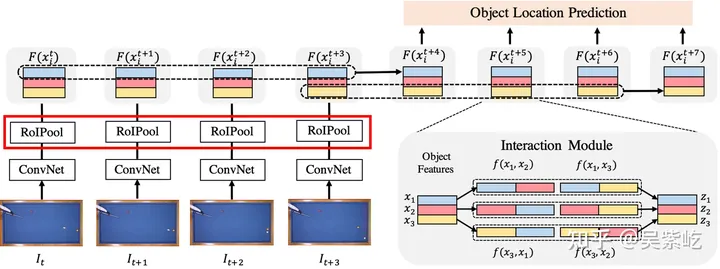 Object Location Prediction
F(x_i^t) F(x_i^{t+1}) F(x_i^{t+2}) F(x_i^{t+3}) F(x_i^{t+4}) F(x_i^{t+5}) F(x_i^{t+6}) F(x_i^{t+7})
RoIPool RoIPool RoIPool RoIPool
ConvNet ConvNet ConvNet ConvNet
I_t I_{t+1} I_{t+2} I_{t+3}
Interaction Module
Object
Features
f(x_1, x_2) f(x_1, x_3)
x_1 z_1
x_2 z_2
x_3 z_3
f(x_3, x_1) f(x_3, x_2)
知乎 @吴紫屹